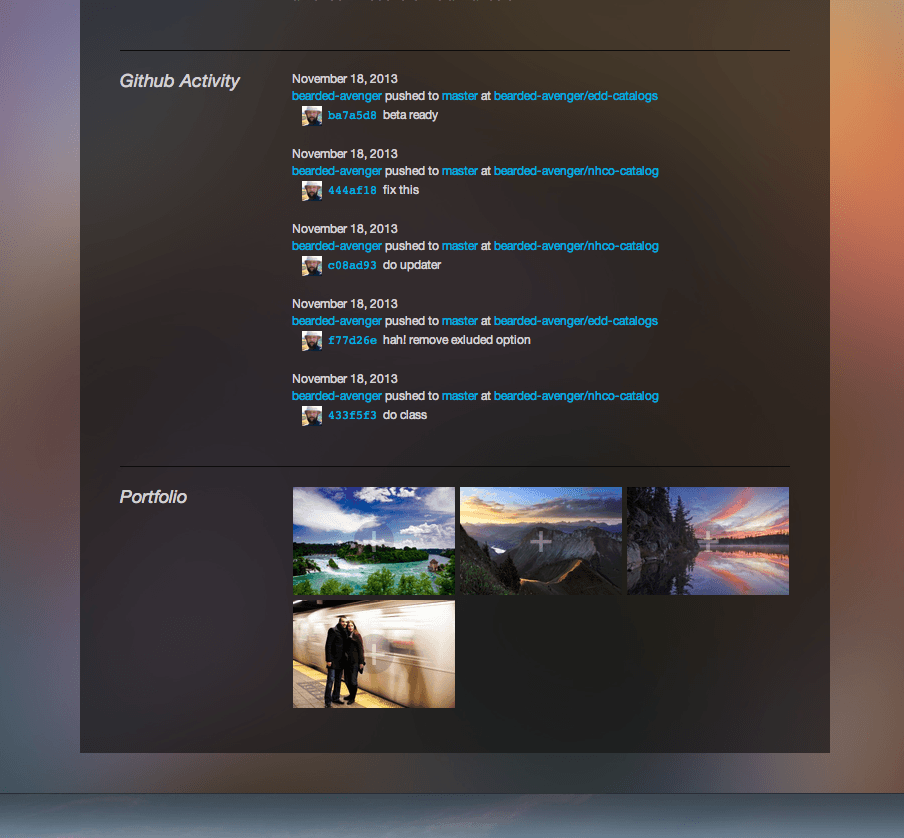 Github Activity
November 18, 2013
bearded-avenger pushed to master at bearded-avenger/edd-catalogs
ba7a5d8 beta ready
November 18, 2013
bearded-avenger pushed to master at bearded-avenger/nhco-catalog
444af18 fix this
November 18, 2013
bearded-avenger pushed to master at bearded-avenger/nhco-catalog
c08ad93 do updater
November 18, 2013
bearded-avenger pushed to master at bearded-avenger/edd-catalogs
f77d26e hah! remove exluded option
November 18, 2013
bearded-avenger pushed to master at bearded-avenger/nhco-catalog
433f5f3 do class
Portfolio